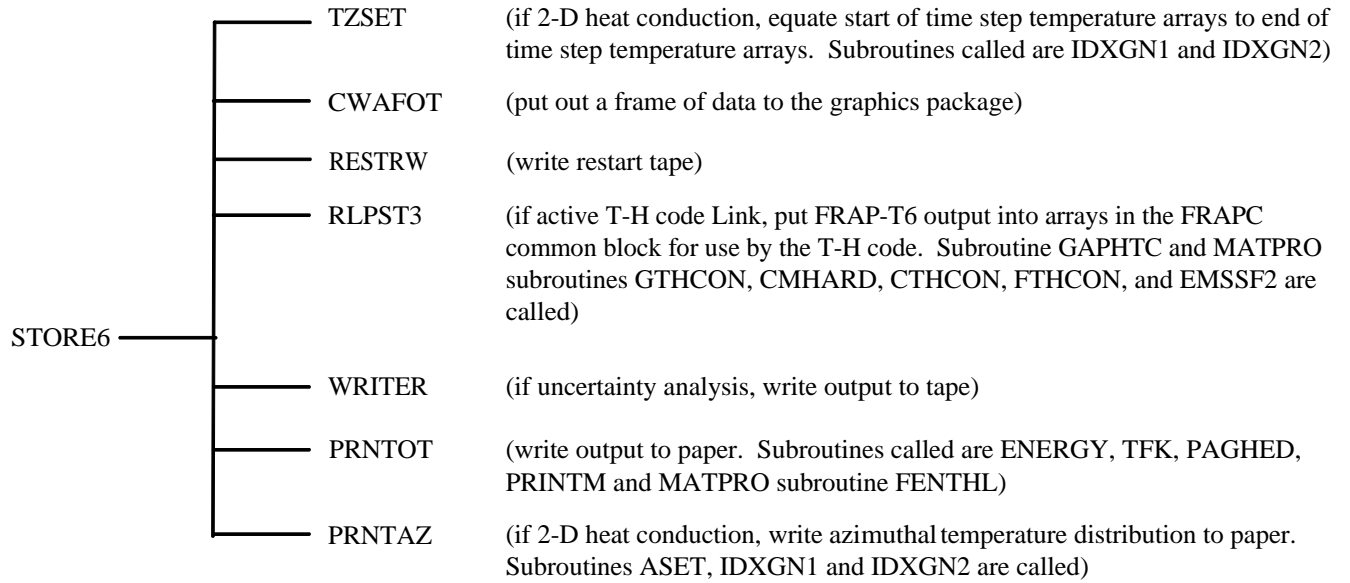 TZSET (if 2-D heat conduction, equate start of time step temperature arrays to end of
time step temperature arrays. Subroutines called are IDXGN1 and IDXGN2)
CWAFOT (put out a frame of data to the graphics package)
RESTRW (write restart tape)
RLPST3 (if active T-H code Link, put FRAP-T6 output into arrays in the FRAPC
common block for use by the T-H code. Subroutine GAPHTC and MATPRO
subroutines GTHCON, CMHARD, CTHCON, FTHCON, and EMSSF2 are
called)
STORE6
WRITER (if uncertainty analysis, write output to tape)
PRNTOT (write output to paper. Subroutines called are ENERGY, TFK, PAGHED,
PRINTM and MATPRO subroutine FENTHL)
PRNTAZ (if 2-D heat conduction, write azimuthal temperature distribution to paper.
Subroutines ASET, IDXGN1 and IDXGN2 are called)